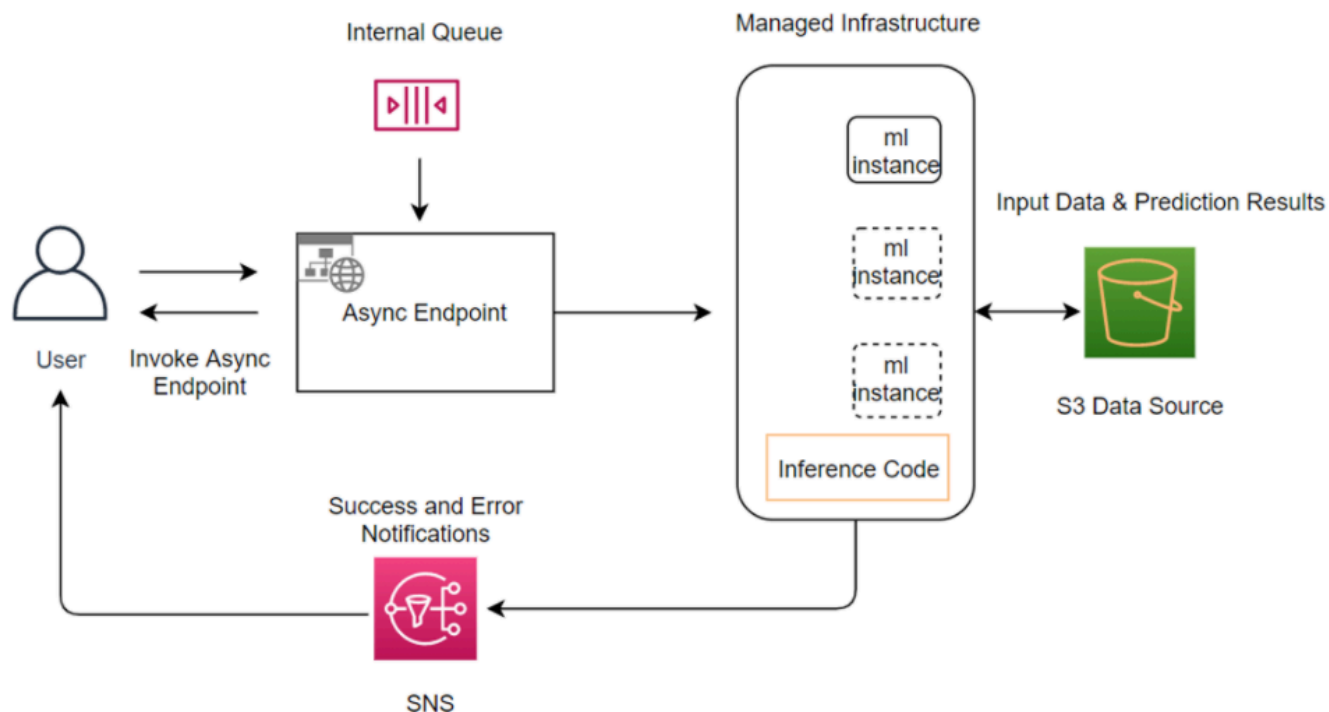 Internal Queue
Managed Infrastructure
ml
instance
Input Data & Prediction Results
ml
instance
Async Endpoint
User
Invoke Async
Endpoint
ml
instance
S3 Data Source
Inference Code
Success and Error
Notifications
SNS